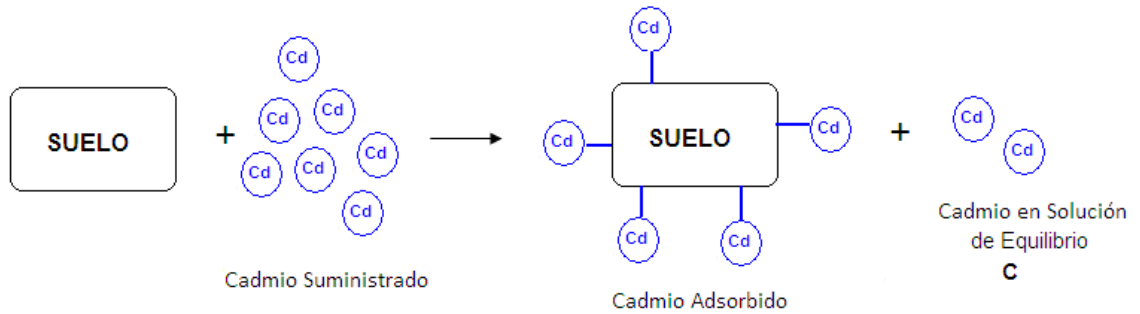 SUELO
+
Cd
Cd
Cd
Cd
Cd
Cd
Cd
Cadmio Suministrado
Cd
Cd
SUELO
Cd
Cd
Cd
Cadmio Adsorbido
+
Cd
Cd
Cadmio en Solución
de Equilibrio
C